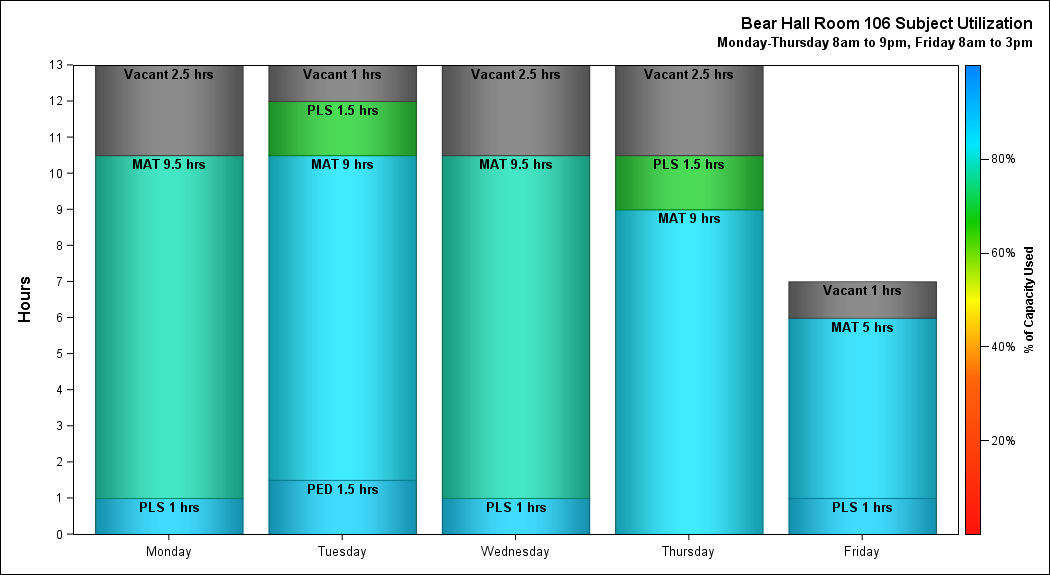 Bear Hall Room 106 Subject Utilization
Monday-Thursday 8am to 9pm, Friday 8am to 3pm
Hours
13
12
11
10
9
8
7
6
5
4
3
2
1
0
Vacant 2.5 hrs
MAT 9.5 hrs
PLS 1 hrs
Vacant 1 hrs
PLS 1.5 hrs
MAT 9 hrs
PED 1.5 hrs
Vacant 2.5 hrs
MAT 9.5 hrs
PLS 1 hrs
Vacant 2.5 hrs
PLS 1.5 hrs
MAT 9 hrs
Vacant 1 hrs
MAT 5 hrs
PLS 1 hrs
Monday
Tuesday
Wednesday
Thursday
Friday
80%
60%
40%
20%
% of Capacity Used